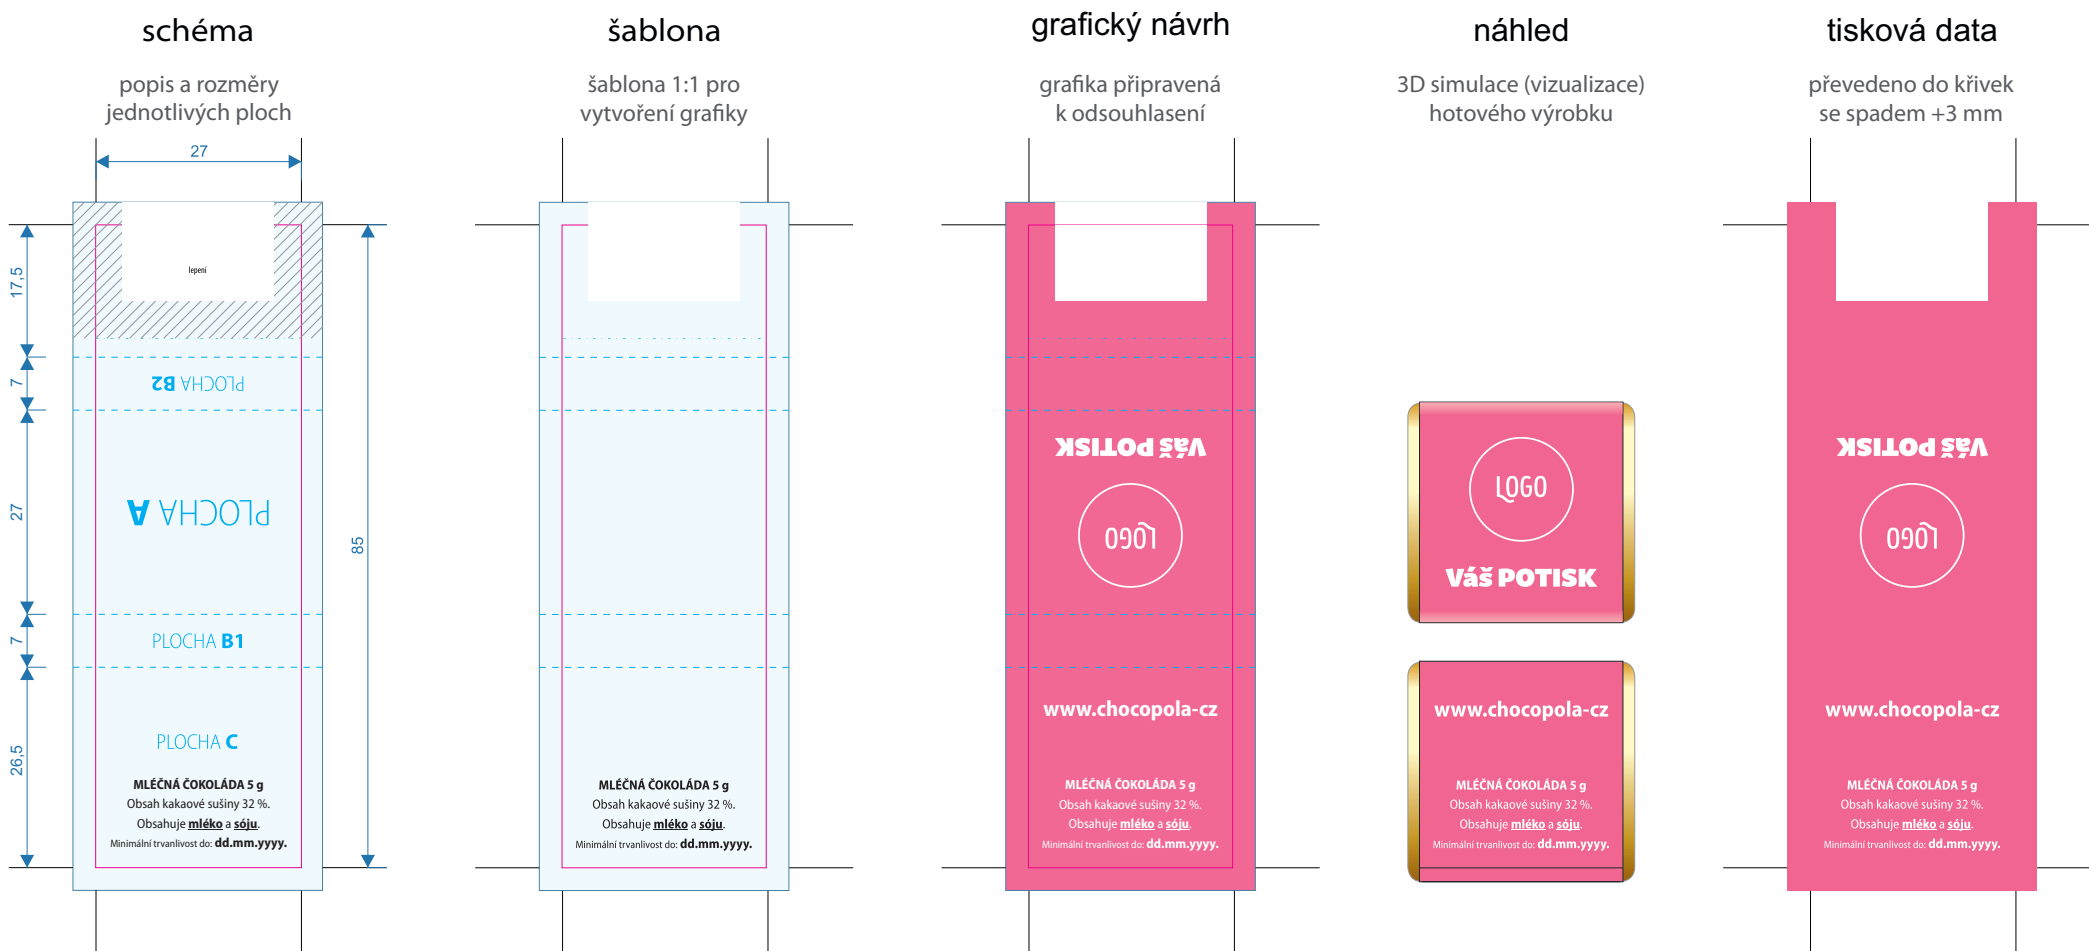 schéma
popis a rozměry
jednotlivých ploch
27
17,5
7
27
7
26,5
85
lepení
PLOCHA B2
PLOCHA A
PLOCHA B1
PLOCHA C
MLÉČNÁ ČOKOLÁDA 5 g
Obsah kakaové sušiny 32 %.
Obsahuje mléko a sóju.
Minimální trvanlivost do: dd.mm.yyyy.
šablona
šablona 1:1 pro
vytvoření grafiky
MLÉČNÁ ČOKOLÁDA 5 g
Obsah kakaové sušiny 32 %.
Obsahuje mléko a sóju.
Minimální trvanlivost do: dd.mm.yyyy.
grafický návrh
grafika připravená
k odsouhlasení
Váš POTISK
LOGO
www.chocopola-cz
MLÉČNÁ ČOKOLÁDA 5 g
Obsah kakaové sušiny 32 %.
Obsahuje mléko a sóju.
Minimální trvanlivost do: dd.mm.yyyy.
náhled
3D simulace (vizualizace)
hotového výrobku
LOGO
Váš POTISK
www.chocopola-cz
MLÉČNÁ ČOKOLÁDA 5 g
Obsah kakaové sušiny 32 %.
Obsahuje mléko a sóju.
Minimální trvanlivost do: dd.mm.yyyy.
tisková data
převedeno do křivek
se spadem +3 mm
Váš POTISK
LOGO
www.chocopola-cz
MLÉČNÁ ČOKOLÁDA 5 g
Obsah kakaové sušiny 32 %.
Obsahuje mléko a sóju.
Minimální trvanlivost do: dd.mm.yyyy.